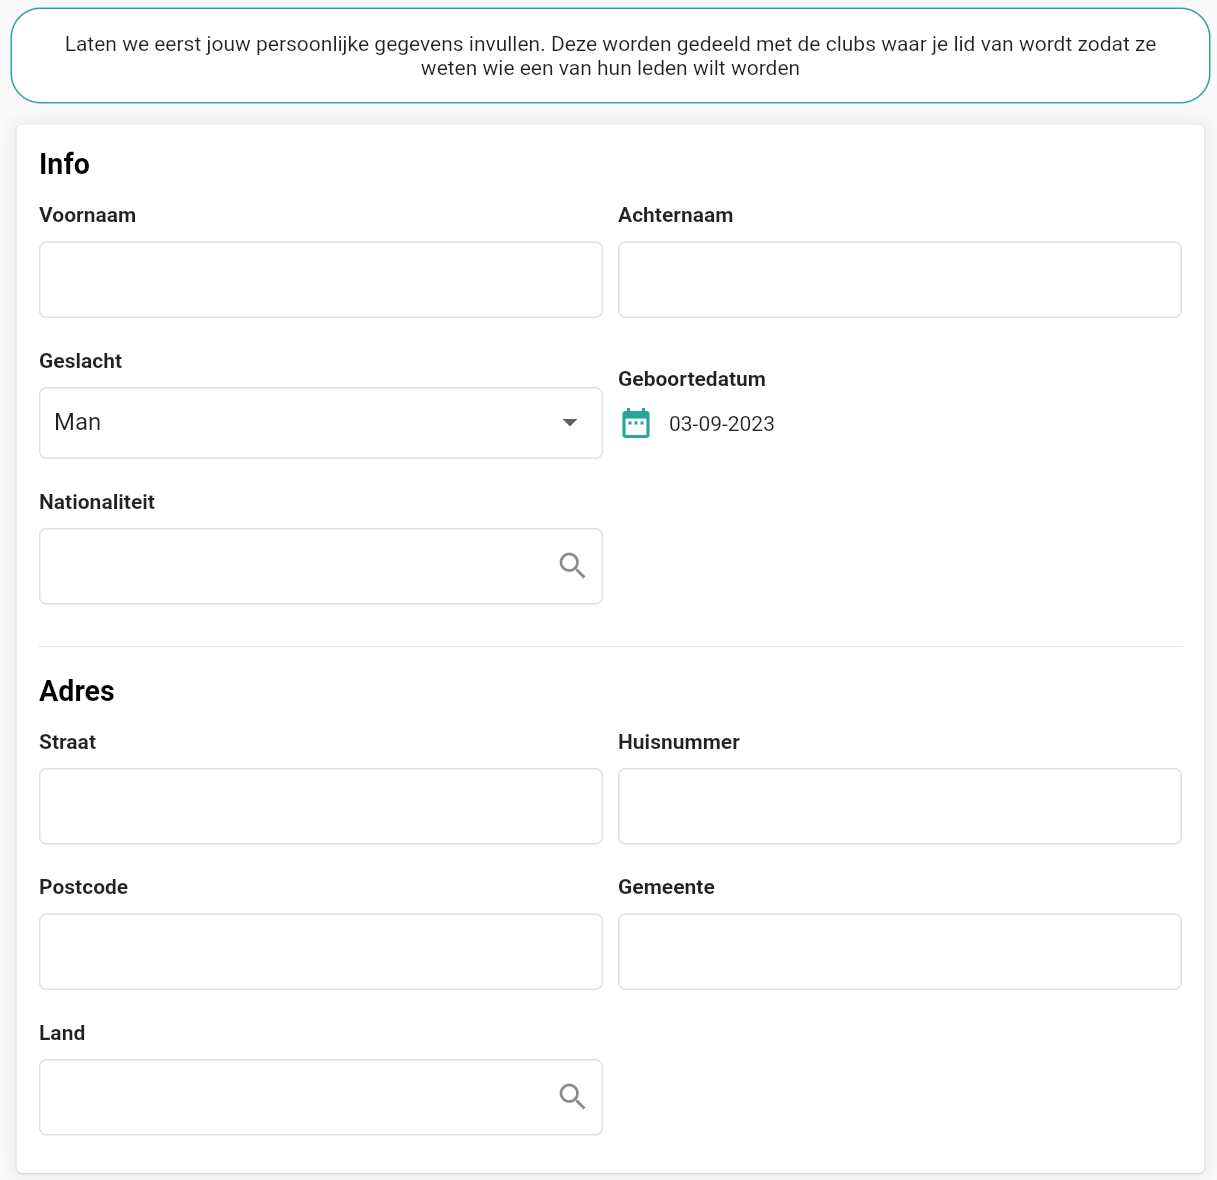 Laten we eerst jouw persoonlijke gegevens invullen. Deze worden gedeeld met de clubs waar je lid van wordt zodat ze
weten wie een van hun leden wilt worden
Info
Voornaam
Achternaam
Geslacht
Man
Geboortedatum
03-09-2023
Nationaliteit
Adres
Straat
Huisnummer
Postcode
Gemeente
Land